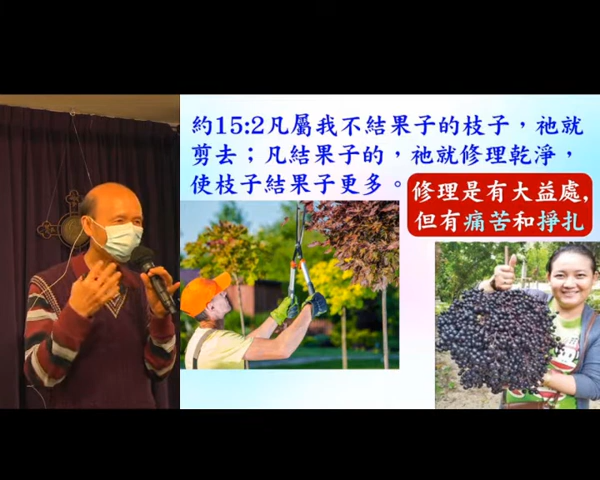 約15:2凡屬我不結果子的枝子，祂就
剪去；凡結果子的，祂就修理乾淨，
使枝子結果子更多。
修理是有大益處,
但有痛苦和掙扎